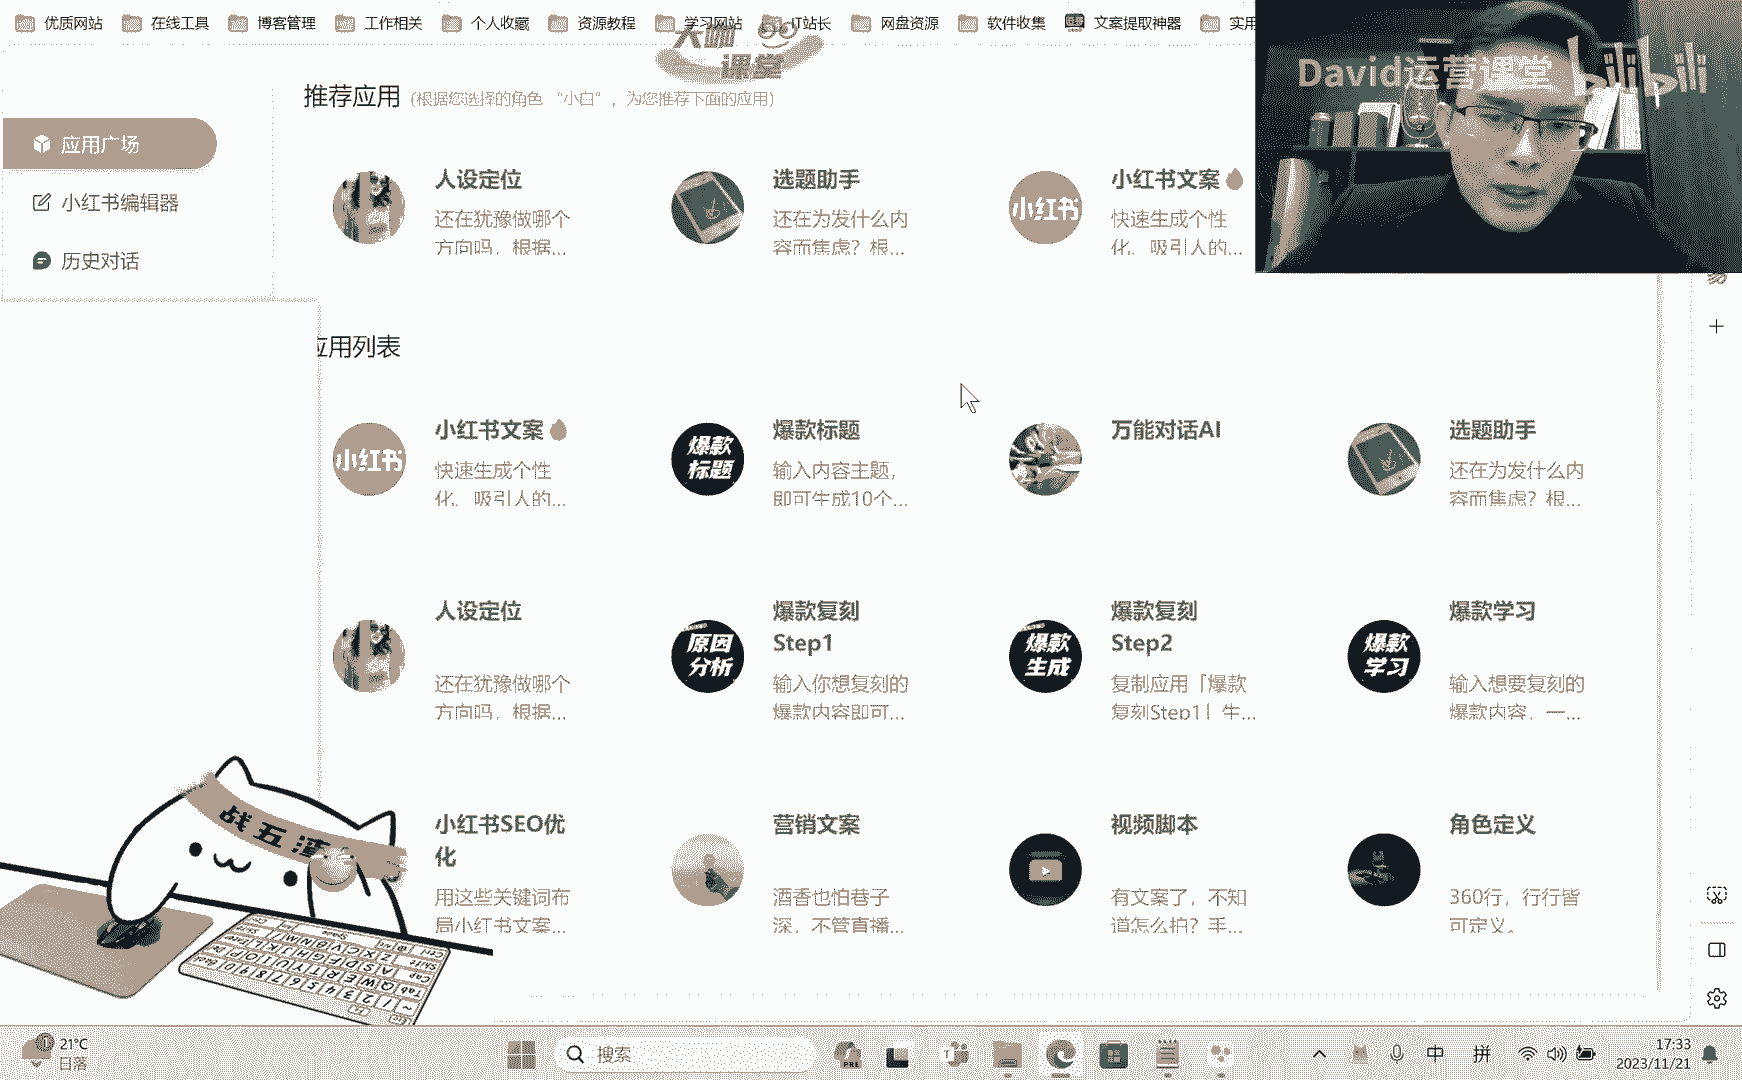 优质网站 在线工具 博客管理 工作相关 个人收藏 资源教程 学习网站 IT站长 网盘资源 软件收集 文案提取神器 实用
大咖
课堂
David运营课堂 bilibili
推荐应用 (根据您选择的角色 “小白”，为您推荐下面的应用)
应用广场
小红书编辑器
历史对话
人设定位
还在犹豫做哪个
方向吗，根据...
选题助手
还在为发什么内
容而焦虑？根...
小红书
小红书文案
快速生成个性
化、吸引人的...
应用列表
小红书
小红书文案
快速生成个性
化、吸引人的...
爆款
标题
爆款标题
输入内容主题，
即可生成10个...
万能对话AI
选题助手
还在为发什么内
容而焦虑？根...
人设定位
还在犹豫做哪个
方向吗，根据...
原因
分析
爆款复刻
Step1
输入你想复刻的
爆款内容即可...
爆款
生成
爆款复刻
Step2
复制应用「爆款
复刻Step1」生...
爆款
学习
爆款学习
输入想要复刻的
爆款内容，一...
小红书SEO优
化
用这些关键词布
局小红书文案...
营销文案
酒香也怕巷子
深，不管直播...
视频脚本
有文案了，不知
道怎么拍？手...
角色定义
360行，行行皆
可定义。
战五渣
21°C
日落
搜索
中 拼
17:33
2023/11/21